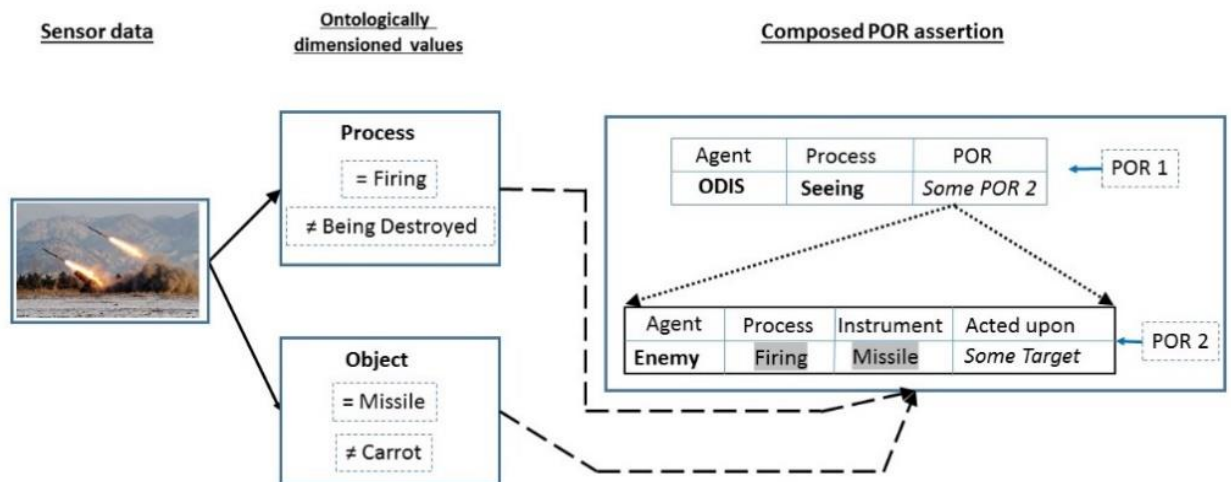 Sensor data
Ontologically
dimensioned values
Composed POR assertion
Process
= Firing
≠ Being Destroyed
Object
= Missile
≠ Carrot
Agent Process POR
ODIS Seeing Some POR 2
POR 1
Agent Process Instrument Acted upon
Enemy Firing Missile Some Target
POR 2